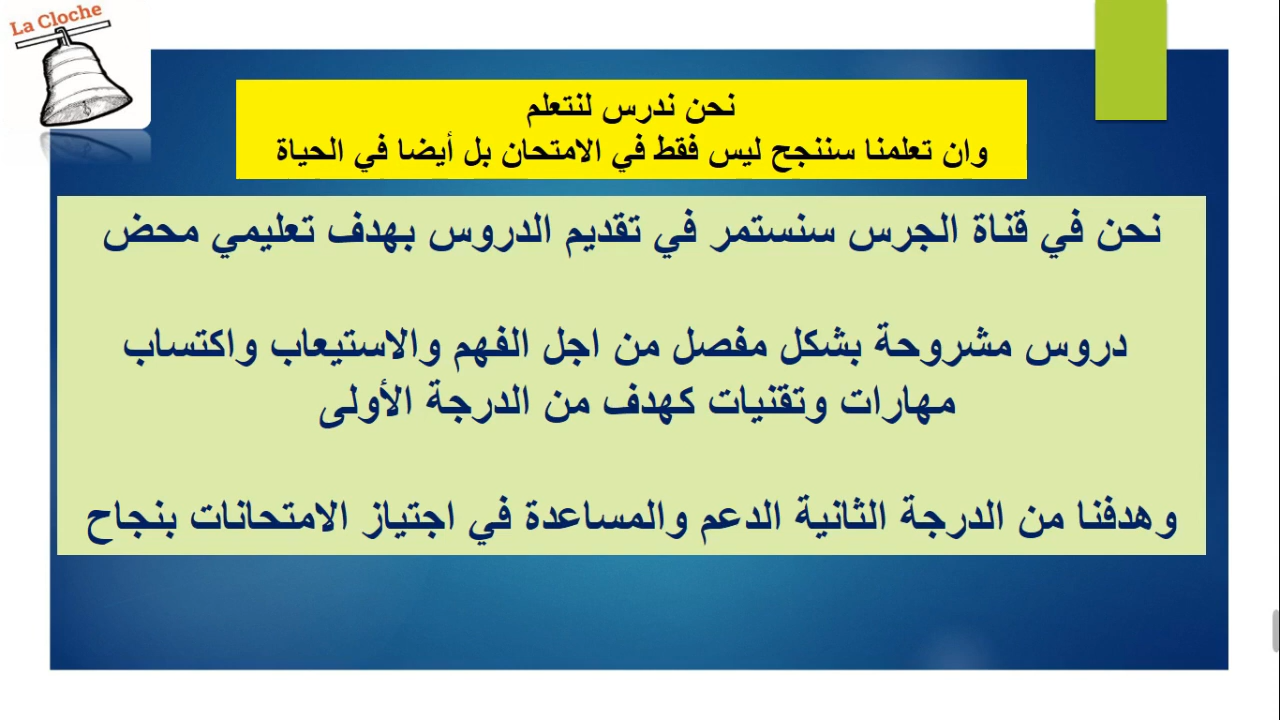 La Cloche
نحن ندرس لنتعلم
وان تعلمنا سننجح ليس فقط في الامتحان بل أيضا في الحياة
نحن في قناة الجرس سنستمر في تقديم الدروس بهدف تعليمي محض
دروس مشروحة بشكل مفصل من اجل الفهم والاستيعاب واكتساب
مهارات وتقنيات كهدف من الدرجة الأولى
وهدفنا من الدرجة الثانية الدعم والمساعدة في اجتياز الامتحانات بنجاح